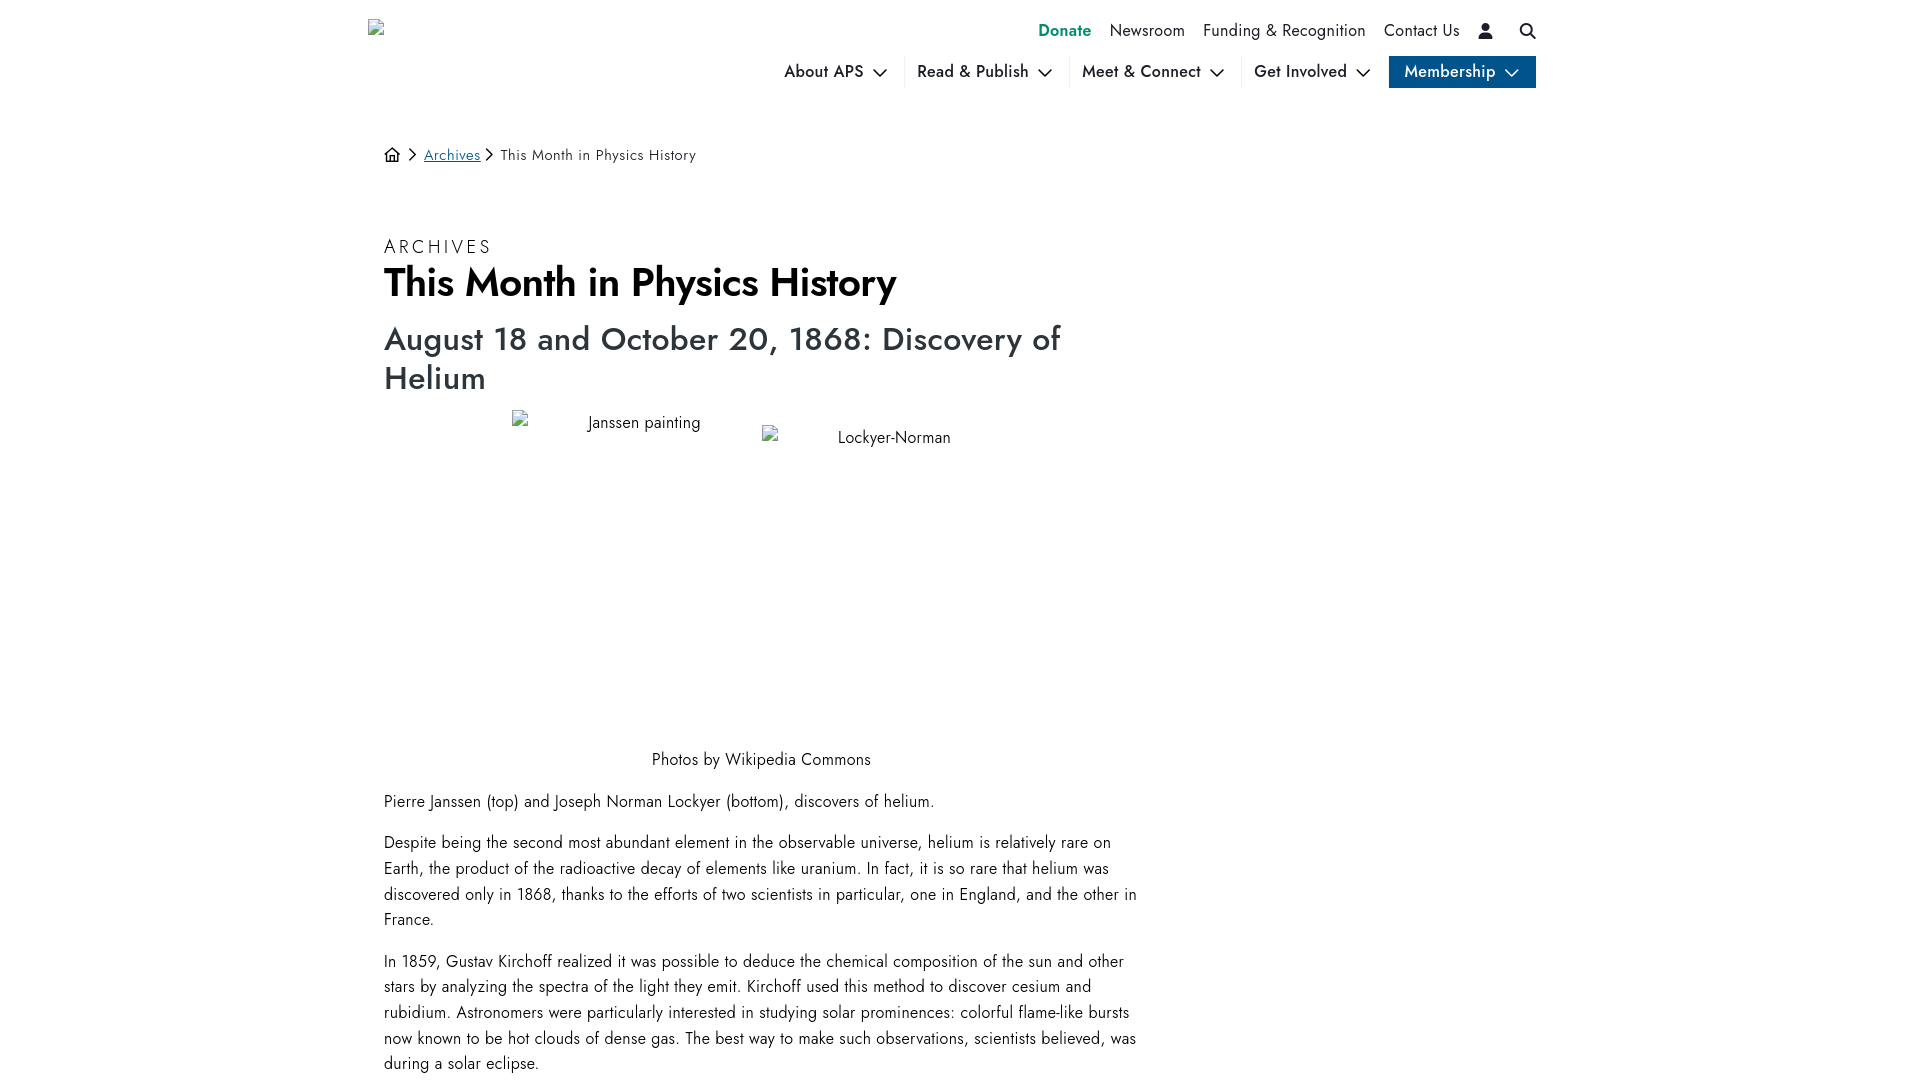 Donate Newsroom Funding & Recognition Contact Us
About APS Read & Publish Meet & Connect Get Involved Membership
Archives This Month in Physics History
ARCHIVES
This Month in Physics History
August 18 and October 20, 1868: Discovery of
Helium
Janssen painting
Lockyer-Norman
Photos by Wikipedia Commons
Pierre Janssen (top) and Joseph Norman Lockyer (bottom), discovers of helium.
Despite being the second most abundant element in the observable universe, helium is relatively rare on
Earth, the product of the radioactive decay of elements like uranium. In fact, it is so rare that helium was
discovered only in 1868, thanks to the efforts of two scientists in particular, one in England, and the other in
France.
In 1859, Gustav Kirchoff realized it was possible to deduce the chemical composition of the sun and other
stars by analyzing the spectra of the light they emit. Kirchoff used this method to discover cesium and
rubidium. Astronomers were particularly interested in studying solar prominences: colorful flame-like bursts
now known to be hot clouds of dense gas. The best way to make such observations, scientists believed, was
during a solar eclipse.